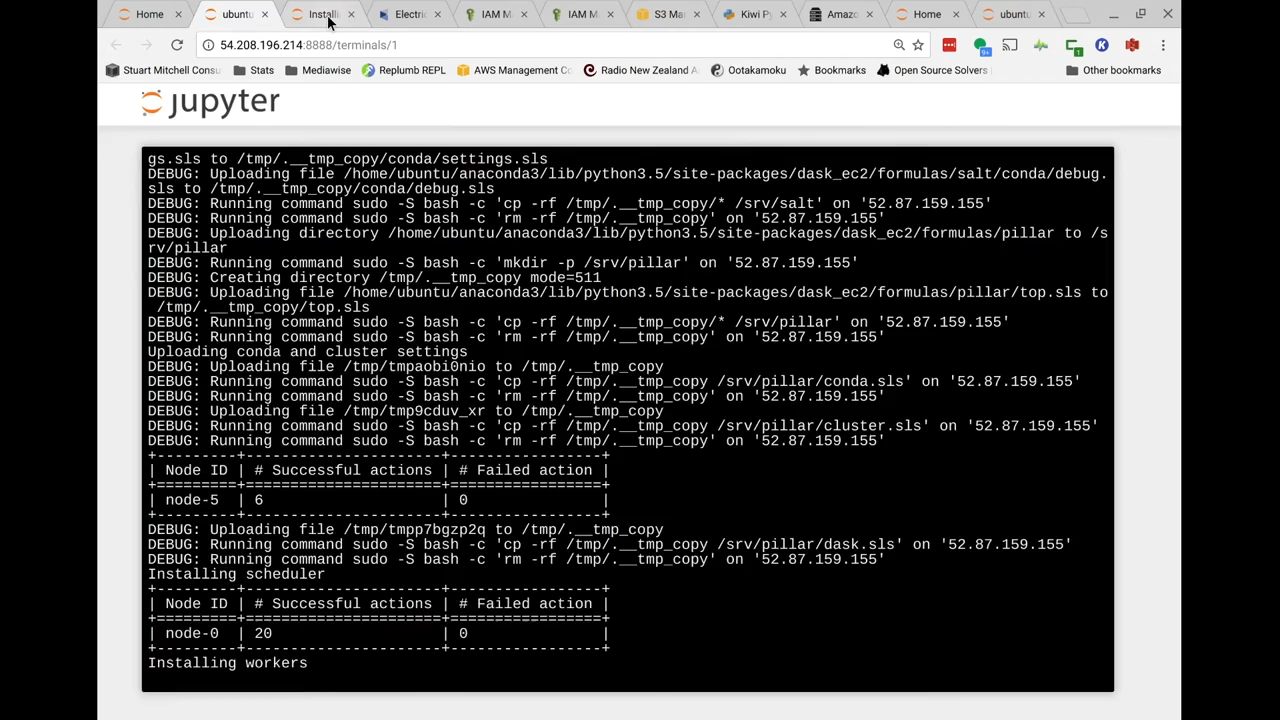 Home
ubuntu
Installi
Electric
IAM M
IAM M
S3 Ma
Kiwi Py
Amazo
Home
ubuntu
54.208.196.214:8888/terminals/1
9+
1
Stuart Mitchell Consu
Stats
Mediawise
Replumb REPL
AWS Management Co
Radio New Zealand A
Ootakamoku
Bookmarks
Open Source Solvers
Other bookmarks
jupyter
gs.sls to /tmp/.__tmp_copy/conda/settings.sls
DEBUG: Uploading file /home/ubuntu/anaconda3/lib/python3.5/site-packages/dask_ec2/formulas/salt/conda/debug.
sls to /tmp/.__tmp_copy/conda/debug.sls
DEBUG: Running command sudo -S bash -c 'cp -rf /tmp/.__tmp_copy/* /srv/salt' on '52.87.159.155'
DEBUG: Running command sudo -S bash -c 'rm -rf /tmp/.__tmp_copy' on '52.87.159.155'
DEBUG: Uploading directory /home/ubuntu/anaconda3/lib/python3.5/site-packages/dask_ec2/formulas/pillar to /s
rv/pillar
DEBUG: Running command sudo -S bash -c 'mkdir -p /srv/pillar' on '52.87.159.155'
DEBUG: Creating directory /tmp/.__tmp_copy mode=511
DEBUG: Uploading file /home/ubuntu/anaconda3/lib/python3.5/site-packages/dask_ec2/formulas/pillar/top.sls to
/tmp/.__tmp_copy/top.sls
DEBUG: Running command sudo -S bash -c 'cp -rf /tmp/.__tmp_copy/* /srv/pillar' on '52.87.159.155'
DEBUG: Running command sudo -S bash -c 'rm -rf /tmp/.__tmp_copy' on '52.87.159.155'
Uploading conda and cluster settings
DEBUG: Uploading file /tmp/tmpaobi0nio to /tmp/.__tmp_copy
DEBUG: Running command sudo -S bash -c 'cp -rf /tmp/.__tmp_copy /srv/pillar/conda.sls' on '52.87.159.155'
DEBUG: Running command sudo -S bash -c 'rm -rf /tmp/.__tmp_copy' on '52.87.159.155'
DEBUG: Uploading file /tmp/tmp9cduv_xr to /tmp/.__tmp_copy
DEBUG: Running command sudo -S bash -c 'cp -rf /tmp/.__tmp_copy /srv/pillar/cluster.sls' on '52.87.159.155'
DEBUG: Running command sudo -S bash -c 'rm -rf /tmp/.__tmp_copy' on '52.87.159.155'
+---------+----------------------+----------------+
| Node ID | # Successful actions | # Failed action |
+=========+======================+=================+
| node-5 | 6 | 0 |
+---------+----------------------+----------------+
DEBUG: Uploading file /tmp/tmpp7bgzp2q to /tmp/.__tmp_copy
DEBUG: Running command sudo -S bash -c 'cp -rf /tmp/.__tmp_copy /srv/pillar/dask.sls' on '52.87.159.155'
DEBUG: Running command sudo -S bash -c 'rm -rf /tmp/.__tmp_copy' on '52.87.159.155'
Installing scheduler
+---------+----------------------+----------------+
| Node ID | # Successful actions | # Failed action |
+=========+======================+=================+
| node-0 | 20 | 0 |
+---------+----------------------+----------------+
Installing workers